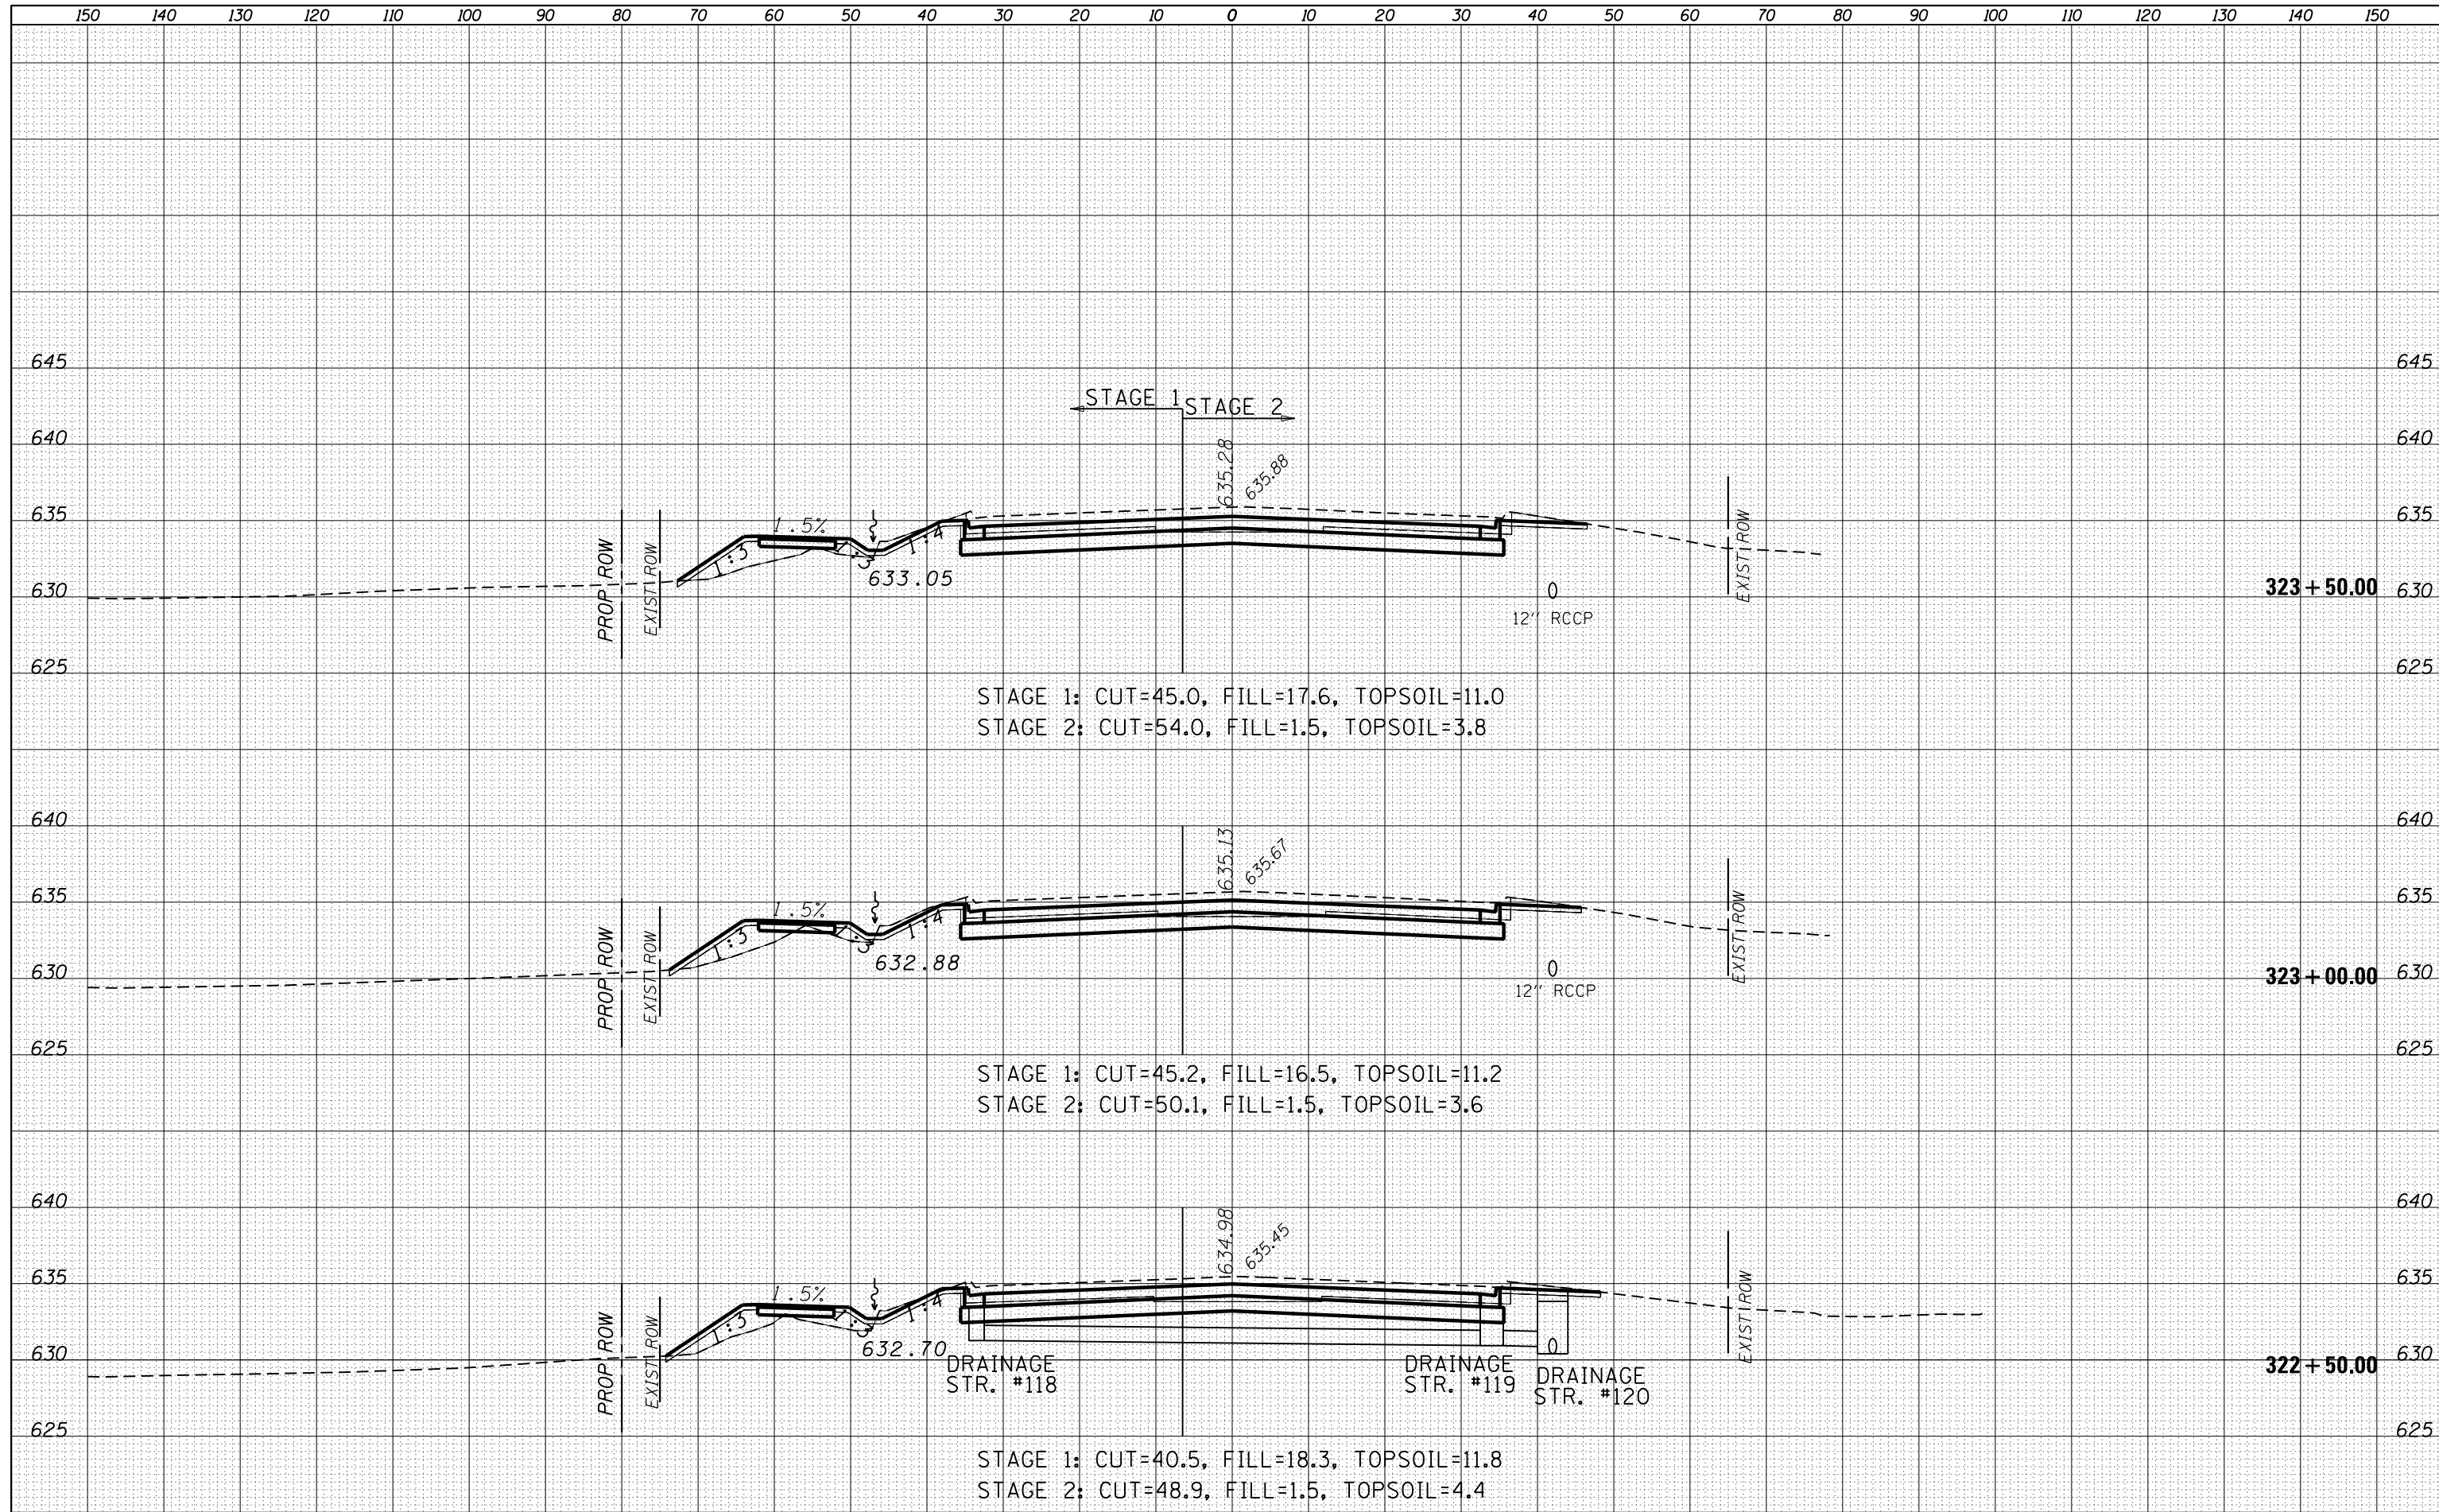 150 140 130 120 110 100 90 80 70 60 50 40 30 20 10 0 10 20 30 40 50 60 70 80 90 100 110 120 130 140 150
645 645
STAGE 1
STAGE 2
640 640
635.28
635.88
635 635
1.5%
1:4
1:3
:3
633.05
PROP ROW
EXIST ROW
EXIST ROW
12'' RCCP
630 323+50.00 630
625 625
STAGE 1: CUT=45.0, FILL=17.6, TOPSOIL=11.0
STAGE 2: CUT=54.0, FILL=1.5, TOPSOIL=3.8
640 640
635.13
635.67
635 635
1.5%
1:4
1:3
:3
632.88
PROP ROW
EXIST ROW
EXIST ROW
12'' RCCP
630 323+00.00 630
625 625
STAGE 1: CUT=45.2, FILL=16.5, TOPSOIL=11.2
STAGE 2: CUT=50.1, FILL=1.5, TOPSOIL=3.6
640 640
634.98
635.45
635 635
1.5%
1:4
1:3
1:3
632.70
PROP ROW
EXIST ROW
EXIST ROW
630 322+50.00 630
DRAINAGE
STR. #118
DRAINAGE
STR. #119
DRAINAGE
STR. #120
625 625
STAGE 1: CUT=40.5, FILL=18.3, TOPSOIL=11.8
STAGE 2: CUT=48.9, FILL=1.5, TOPSOIL=4.4